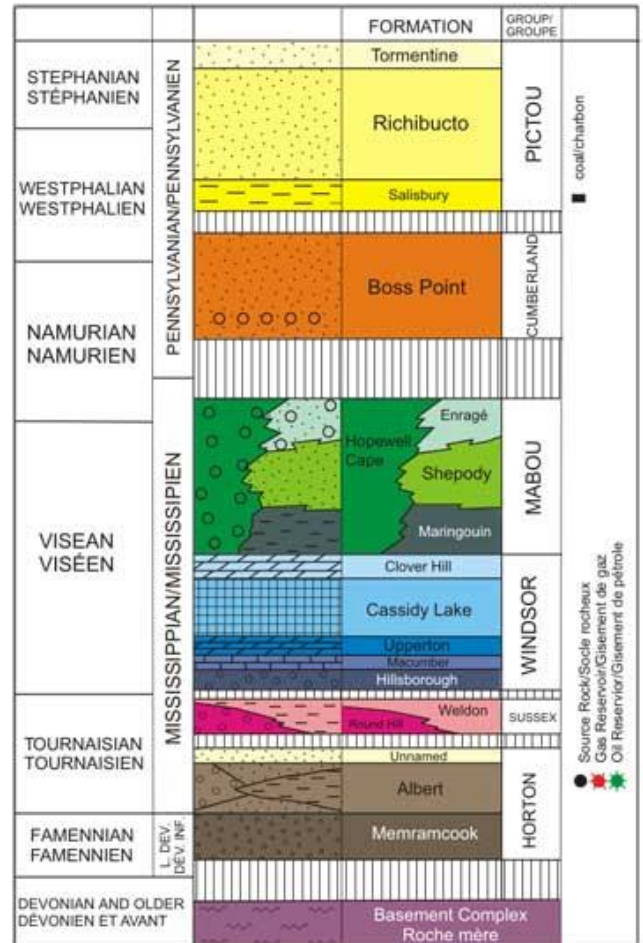 FORMATION
GROUP/
GROUPE
STEPHANIAN
STÉPHANIEN
WESTPHALIAN
WESTPHALIEN
NAMURIAN
NAMURIEN
VISEAN
VISÉEN
TOURNAISIAN
TOURNAISIEN
FAMENNIAN
FAMENNIEN
DEVONIAN AND OLDER
DÉVONIEN ET AVANT
PENNSYLVANIAN/PENNSYLVANIEN
MISSISSIPPIAN/MISSISSIPIEN
L. DEV.
DÉV. INF.
Tormentine
Richibucto
Salisbury
Boss Point
Enragé
Hopewell
Cape
Shepody
Maringouin
Clover Hill
Cassidy Lake
Upperton
Macumber
Hillsborough
Weldon
Round Hill
Unnamed
Albert
Memramcook
Basement Complex
Roche mère
PICTOU
CUMBERLAND
MABOU
WINDSOR
SUSSEX
HORTON
coal/charbon
Source Rock/Socle rocheux
Gas Reservoir/Gisement de gaz
Oil Reservior/Gisement de pétrole